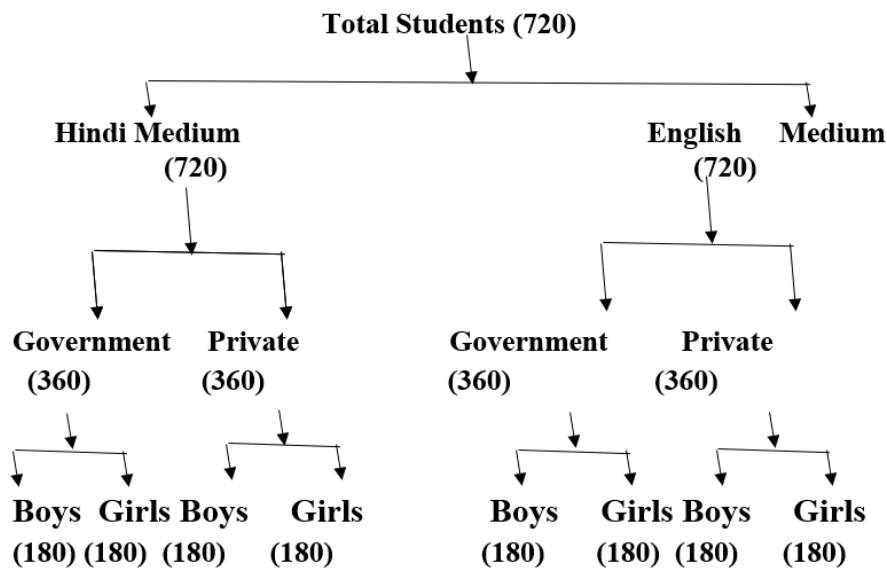 Total Students (720)
Hindi Medium English Medium
(720) (720)
Government Private Government Private
(360) (360) (360) (360)
Boys Girls Boys Girls Boys Girls Boys Girls
(180) (180) (180) (180) (180) (180) (180) (180)